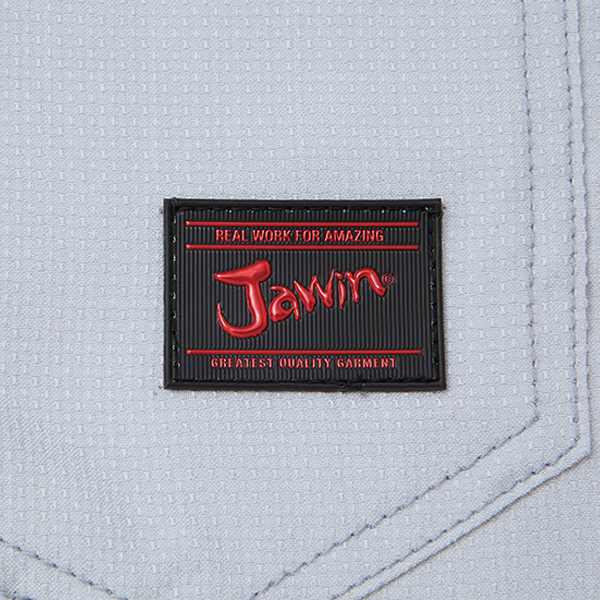 REAL WORK FOR AMAZING
Jawin®
GREATEST QUALITY GARMENT